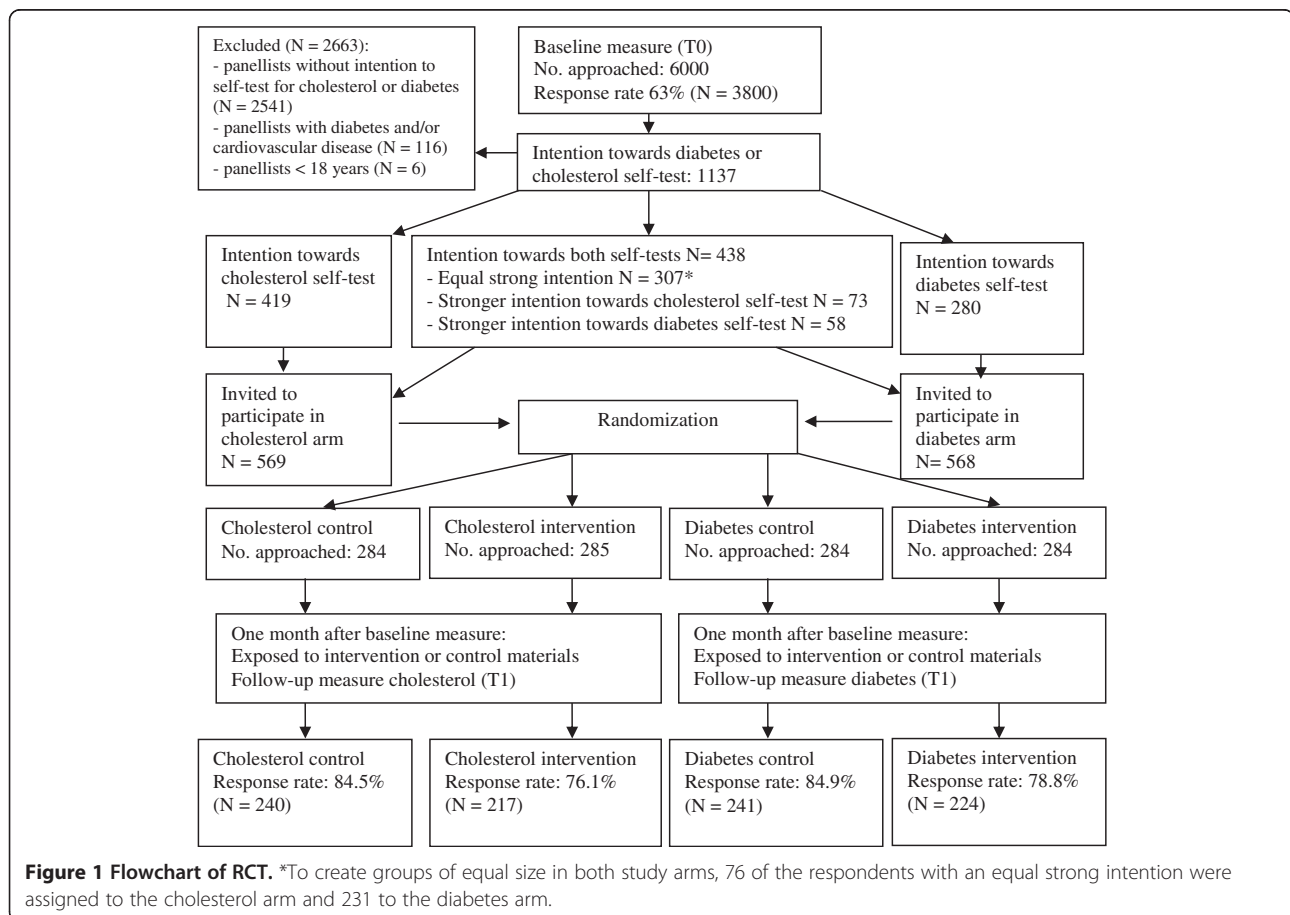 Excluded (N = 2663):
- panellists without intention to
self-test for cholesterol or diabetes
(N = 2541)
- panellists with diabetes and/or
cardiovascular disease (N = 116)
- panellists < 18 years (N = 6)
Baseline measure (T0)
No. approached: 6000
Response rate 63% (N = 3800)
Intention towards diabetes or
cholesterol self-test: 1137
Intention towards
cholesterol self-test
N = 419
Intention towards both self-tests N= 438
- Equal strong intention N = 307*
- Stronger intention towards cholesterol self-test N = 73
- Stronger intention towards diabetes self-test N = 58
Intention towards
diabetes self-test
N = 280
Invited to
participate in
cholesterol arm
N = 569
Randomization
Invited to
participate in
diabetes arm
N= 568
Cholesterol control
No. approached: 284
Cholesterol intervention
No. approached: 285
Diabetes control
No. approached: 284
Diabetes intervention
No. approached: 284
One month after baseline measure:
Exposed to intervention or control materials
Follow-up measure cholesterol (T1)
One month after baseline measure:
Exposed to intervention or control materials
Follow-up measure diabetes (T1)
Cholesterol control
Response rate: 84.5%
(N = 240)
Cholesterol intervention
Response rate: 76.1%
(N = 217)
Diabetes control
Response rate: 84.9%
(N = 241)
Diabetes intervention
Response rate: 78.8%
(N = 224)
Figure 1 Flowchart of RCT. *To create groups of equal size in both study arms, 76 of the respondents with an equal strong intention were
assigned to the cholesterol arm and 231 to the diabetes arm.